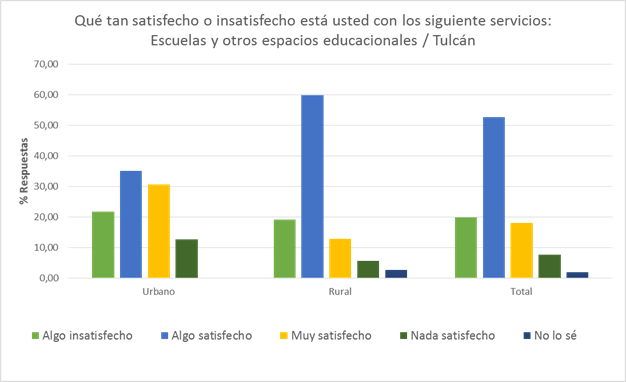 Qué tan satisfecho o insatisfecho está usted con los siguiente servicios:
Escuelas y otros espacios educacionales / Tulcán
70,00
60,00
50,00
40,00
30,00
20,00
10,00
0,00
% Respuestas
Urbano Rural Total
Algo insatisfecho Algo satisfecho Muy satisfecho Nada satisfecho No lo sé